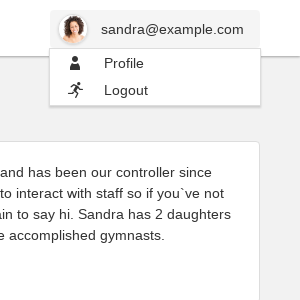 sandra@example.com
Profile
Logout
and has been our controller since
to interact with staff so if you`ve not
to say hi. Sandra has 2 daughters
accomplished gymnasts.